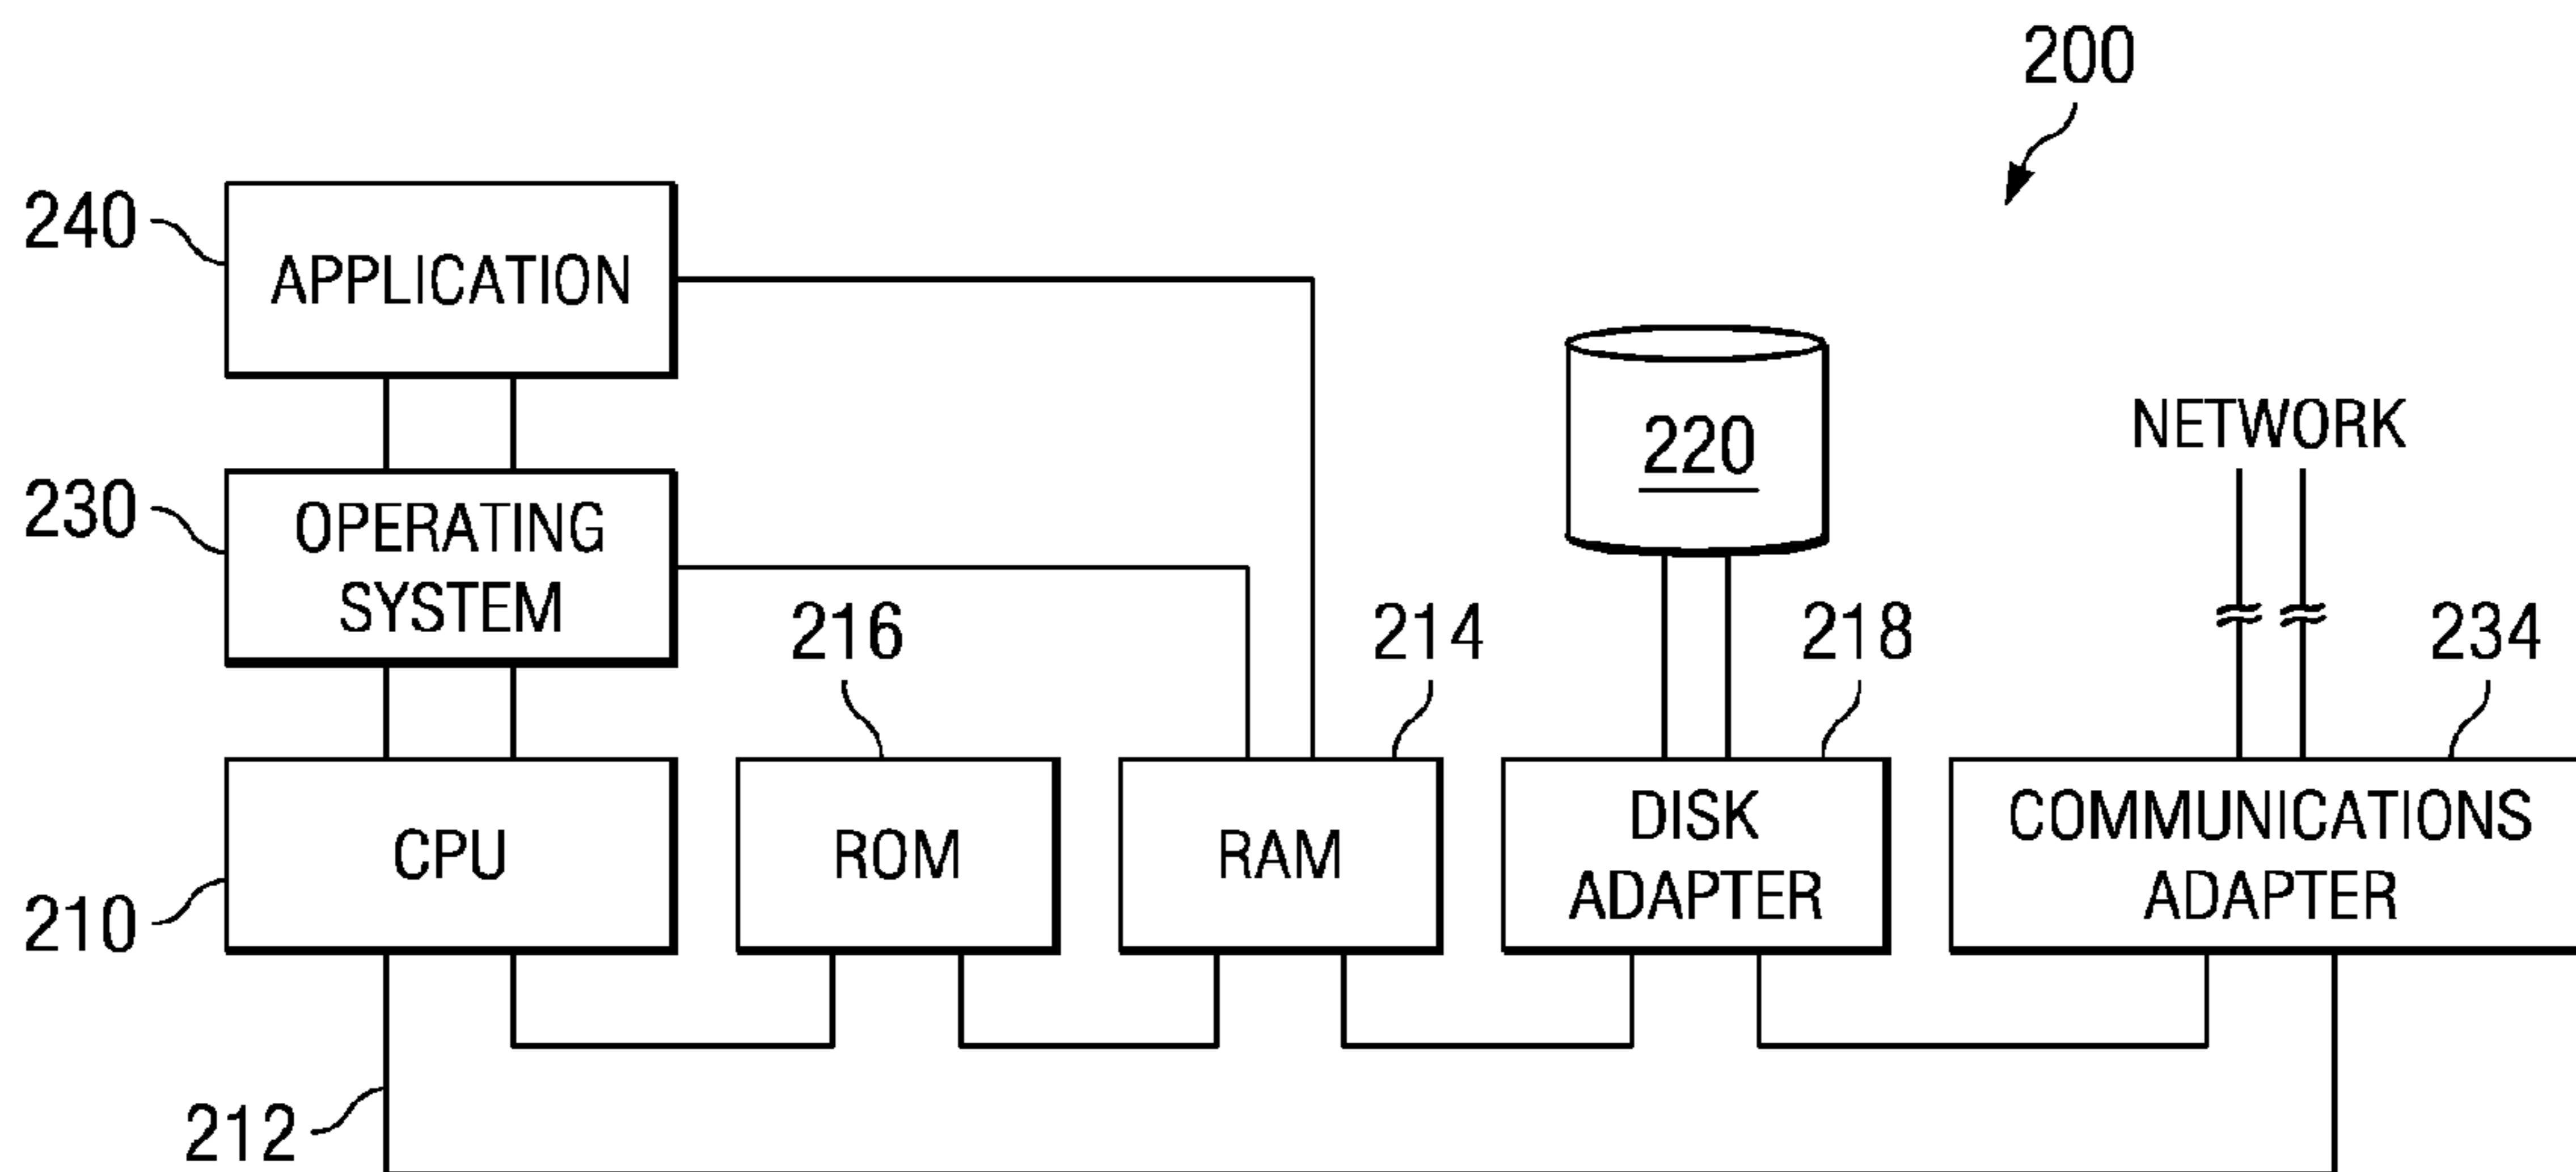 200
240
APPLICATION
220
NETWORK
230
OPERATING
SYSTEM
216
214
218
234
210
CPU
ROM
RAM
DISK
ADAPTER
COMMUNICATIONS
ADAPTER
212